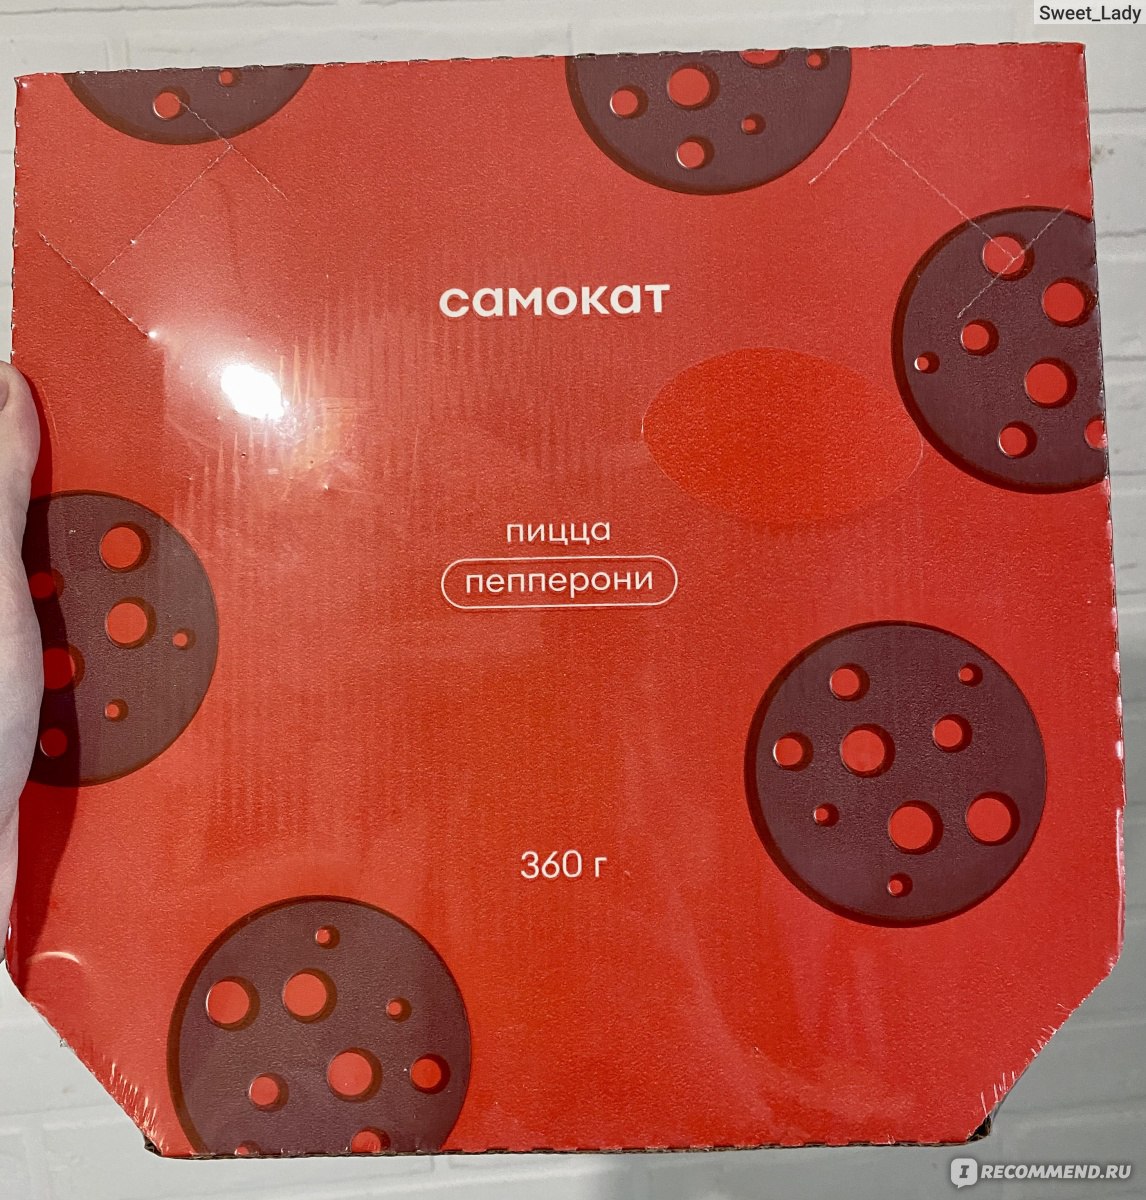 Sweet_Lady
самокат
пицца
пепперони
360 г
I RECOMMEND.RU